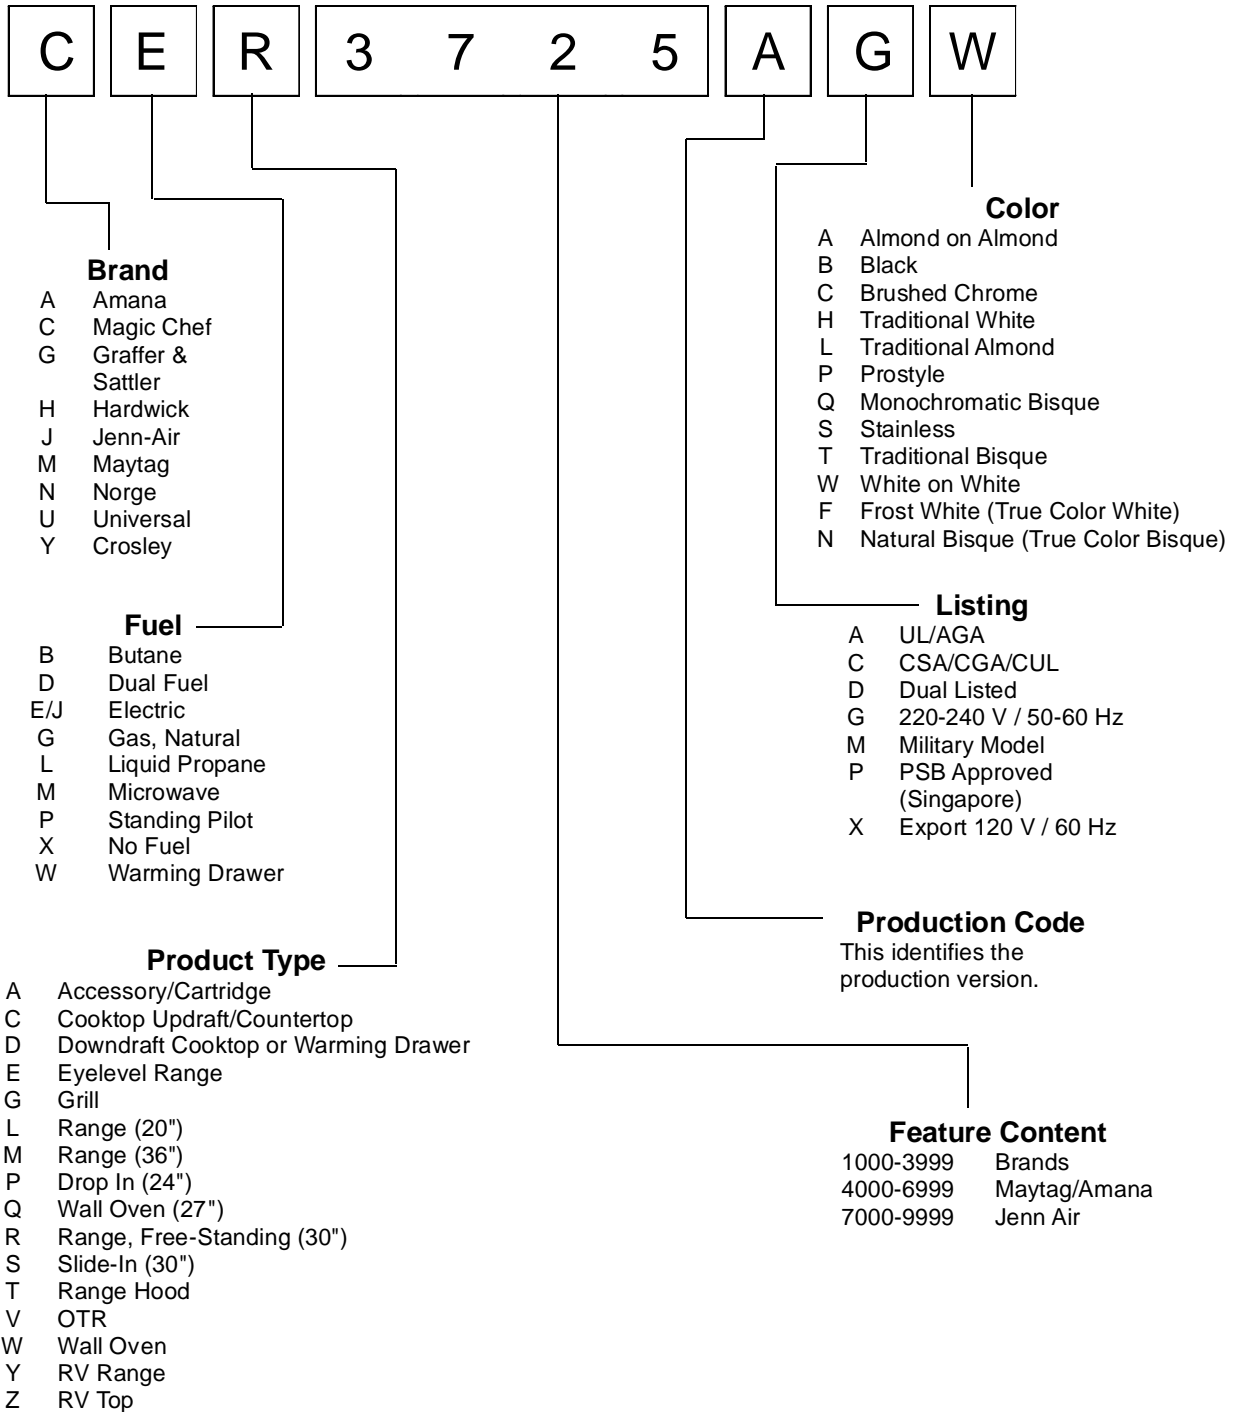 C E R 3 7 2 5 A G W
Brand
A Amana
C Magic Chef
G Graffer &
Sattler
H Hardwick
J Jenn-Air
M Maytag
N Norge
U Universal
Y Crosley
Fuel
B Butane
D Dual Fuel
E/J Electric
G Gas, Natural
L Liquid Propane
M Microwave
P Standing Pilot
X No Fuel
W Warming Drawer
Product Type
A Accessory/Cartridge
C Cooktop Updraft/Countertop
D Downdraft Cooktop or Warming Drawer
E Eyelevel Range
G Grill
L Range (20")
M Range (36")
P Drop In (24")
Q Wall Oven (27")
R Range, Free-Standing (30")
S Slide-In (30")
T Range Hood
V OTR
W Wall Oven
Y RV Range
Z RV Top
Color
A Almond on Almond
B Black
C Brushed Chrome
H Traditional White
L Traditional Almond
P Prostyle
Q Monochromatic Bisque
S Stainless
T Traditional Bisque
W White on White
F Frost White (True Color White)
N Natural Bisque (True Color Bisque)
Listing
A UL/AGA
C CSA/CGA/CUL
D Dual Listed
G 220-240 V / 50-60 Hz
M Military Model
P PSB Approved
(Singapore)
X Export 120 V / 60 Hz
Production Code
This identifies the
production version.
Feature Content
1000-3999 Brands
4000-6999 Maytag/Amana
7000-9999 Jenn Air